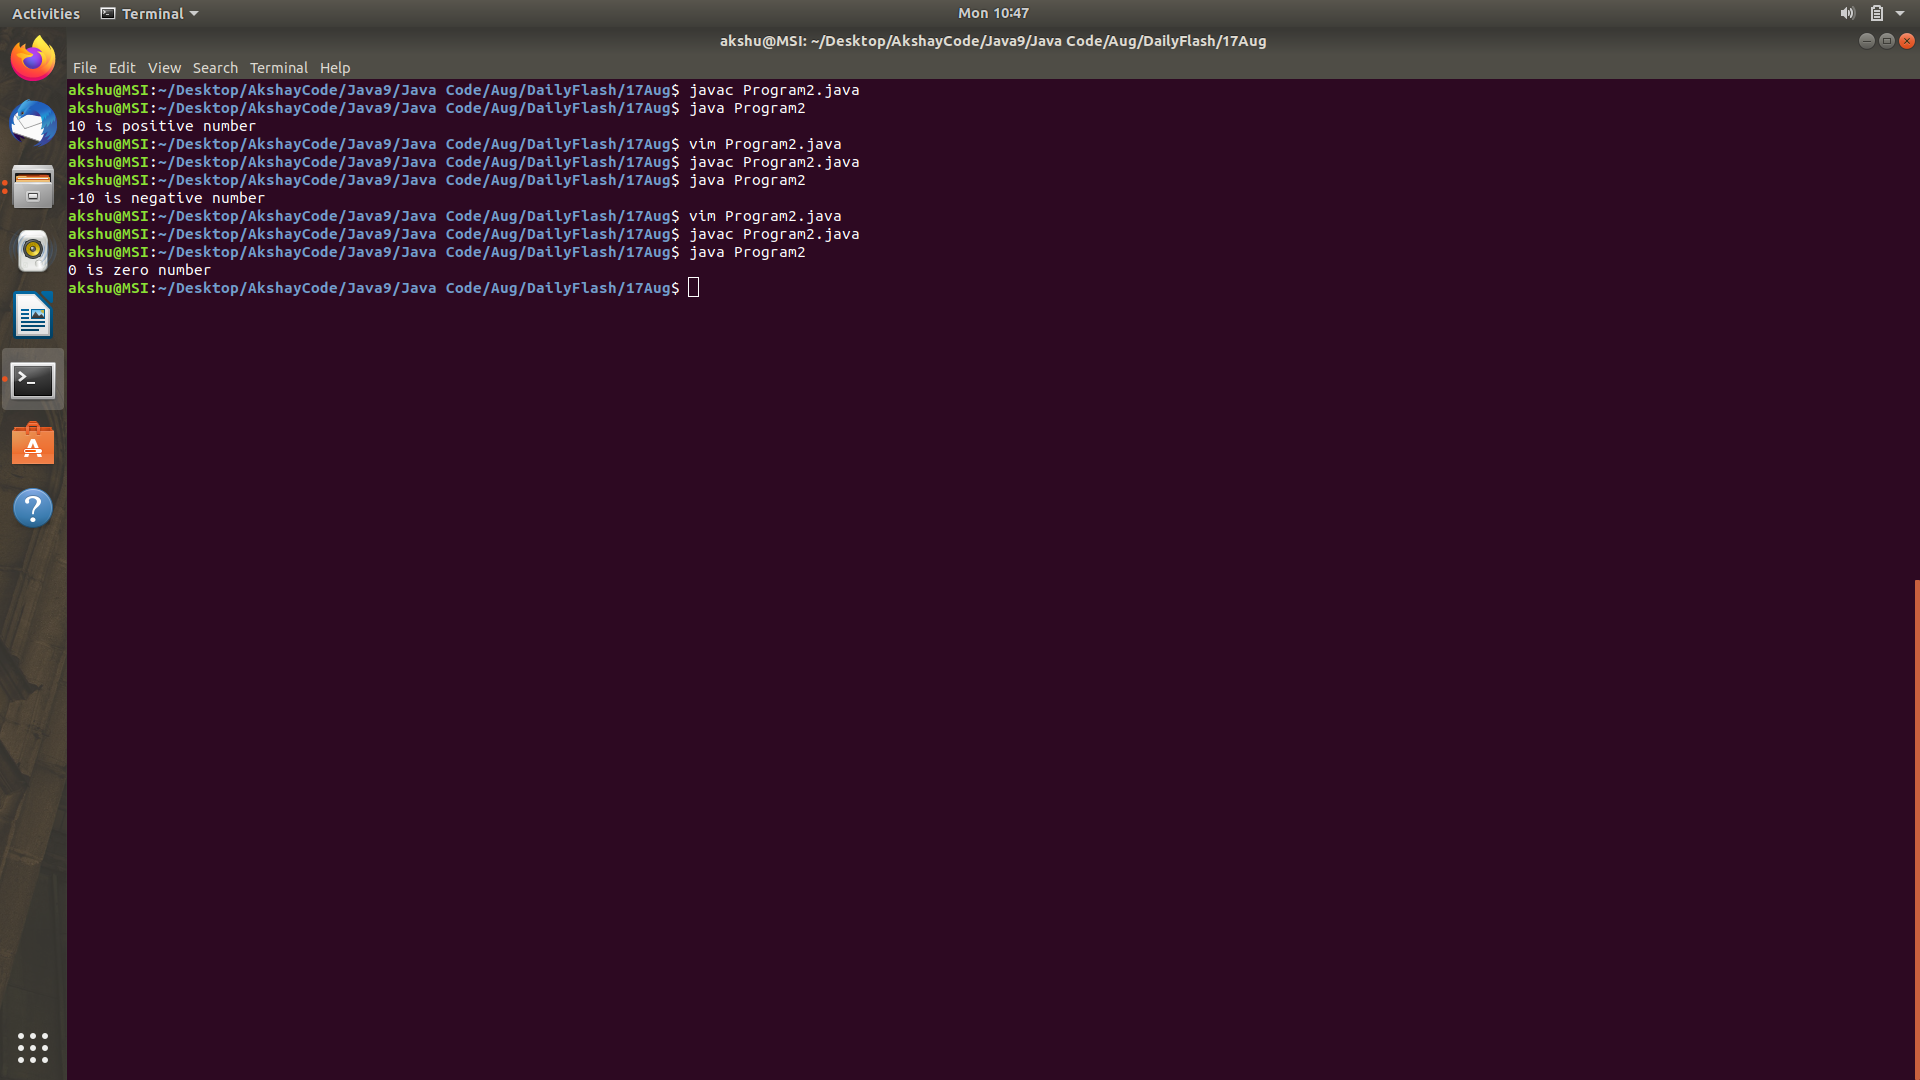 Activities Terminal Mon 10:47
akshu@MSI: ~/Desktop/AkshayCode/Java9/Java Code/Aug/DailyFlash/17Aug
File Edit View Search Terminal Help
akshu@MSI:~/Desktop/AkshayCode/Java9/Java Code/Aug/DailyFlash/17Aug$ javac Program2.java
akshu@MSI:~/Desktop/AkshayCode/Java9/Java Code/Aug/DailyFlash/17Aug$ java Program2
10 is positive number
akshu@MSI:~/Desktop/AkshayCode/Java9/Java Code/Aug/DailyFlash/17Aug$ vim Program2.java
akshu@MSI:~/Desktop/AkshayCode/Java9/Java Code/Aug/DailyFlash/17Aug$ javac Program2.java
akshu@MSI:~/Desktop/AkshayCode/Java9/Java Code/Aug/DailyFlash/17Aug$ java Program2
-10 is negative number
akshu@MSI:~/Desktop/AkshayCode/Java9/Java Code/Aug/DailyFlash/17Aug$ vim Program2.java
akshu@MSI:~/Desktop/AkshayCode/Java9/Java Code/Aug/DailyFlash/17Aug$ javac Program2.java
akshu@MSI:~/Desktop/AkshayCode/Java9/Java Code/Aug/DailyFlash/17Aug$ java Program2
0 is zero number
akshu@MSI:~/Desktop/AkshayCode/Java9/Java Code/Aug/DailyFlash/17Aug$